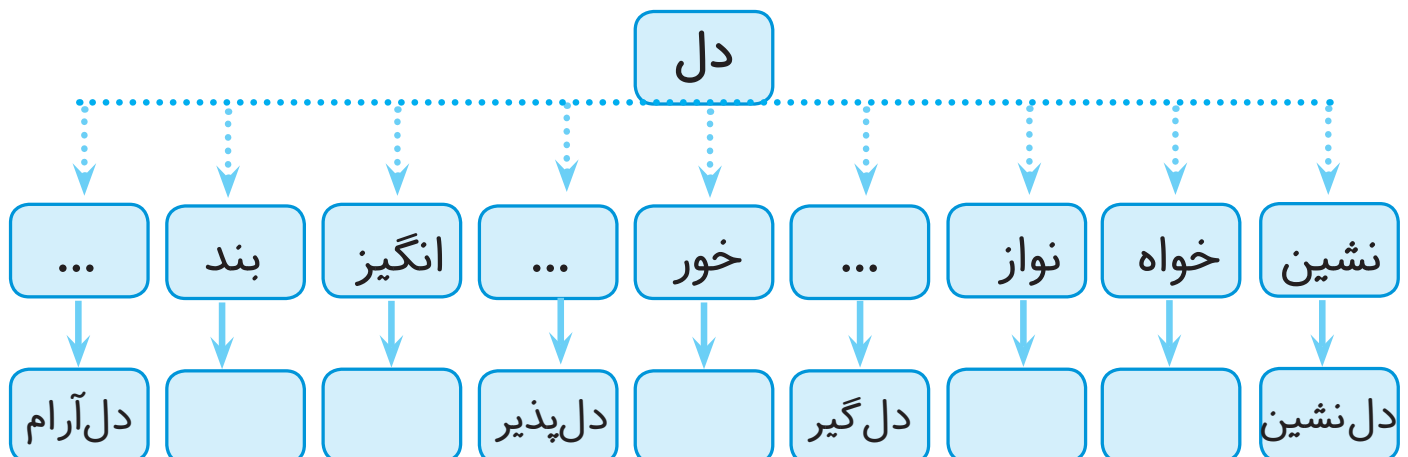 دل
نشین خواه نواز ... خور ... انگیز بند ...
دل‌نشین دل‌گیر دل‌پذیر دل‌آرام